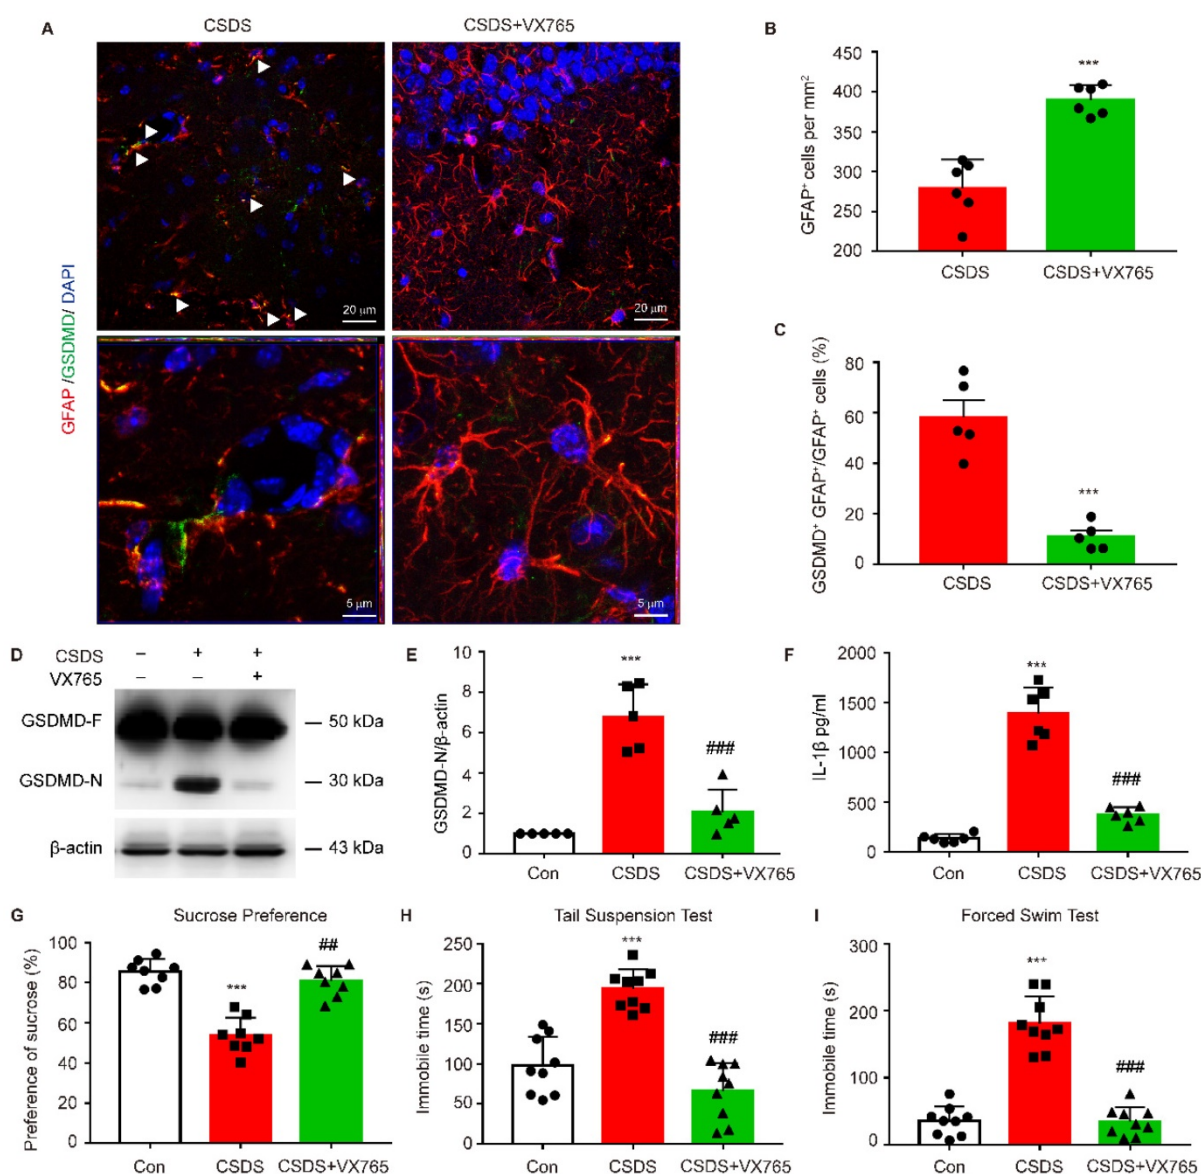 A
CSDS
CSDS+VX765
GFAP /GSDMD/ DAPI
20 μm
20 μm
5 μm
5 μm
B
GFAP⁺ cells per mm²
450
400
350
300
250
200
***
CSDS
CSDS+VX765
C
GSDMD⁺ GFAP⁺/GFAP⁺ cells (%)
80
60
40
20
0
***
CSDS
CSDS+VX765
D
CSDS – + +
VX765 – – +
GSDMD-F — 50 kDa
GSDMD-N — 30 kDa
β-actin — 43 kDa
E
GSDMD-N/β-actin
10
8
6
4
2
0
***
###
Con CSDS CSDS+VX765
F
IL-1β pg/ml
2000
1500
1000
500
0
***
###
Con CSDS CSDS+VX765
G
Sucrose Preference
Preference of sucrose (%)
100
80
60
40
20
0
***
##
Con CSDS CSDS+VX765
H
Tail Suspension Test
Immobile time (s)
250
200
150
100
50
0
***
###
Con CSDS CSDS+VX765
I
Forced Swim Test
Immobile time (s)
300
200
100
0
***
###
Con CSDS CSDS+VX765